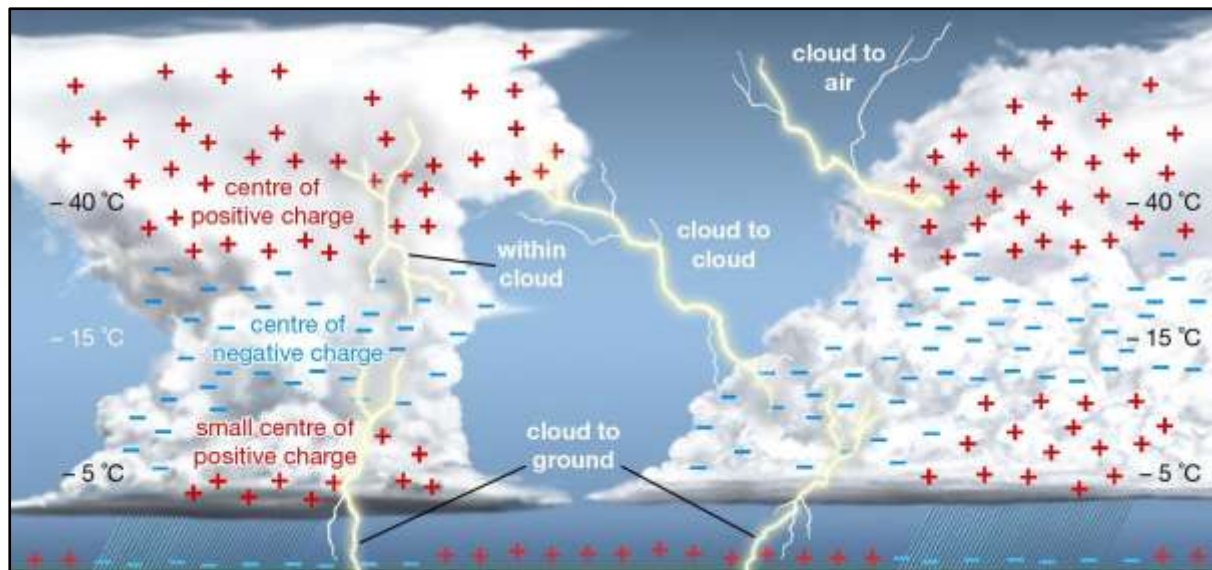 cloud to
air
centre of
positive charge
– 40 ˚C
– 40 ˚C
within
cloud
cloud to
cloud
centre of
negative charge
– 15 ˚C
– 15 ˚C
small centre of
positive charge
cloud to
ground
– 5 ˚C
– 5 ˚C